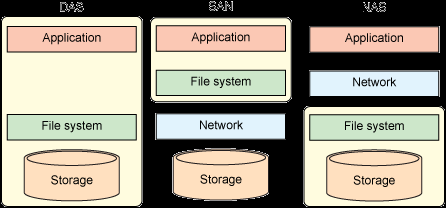 DAS SAN NAS
Application Application Application
File system Network
File system Network File system
Storage Storage Storage